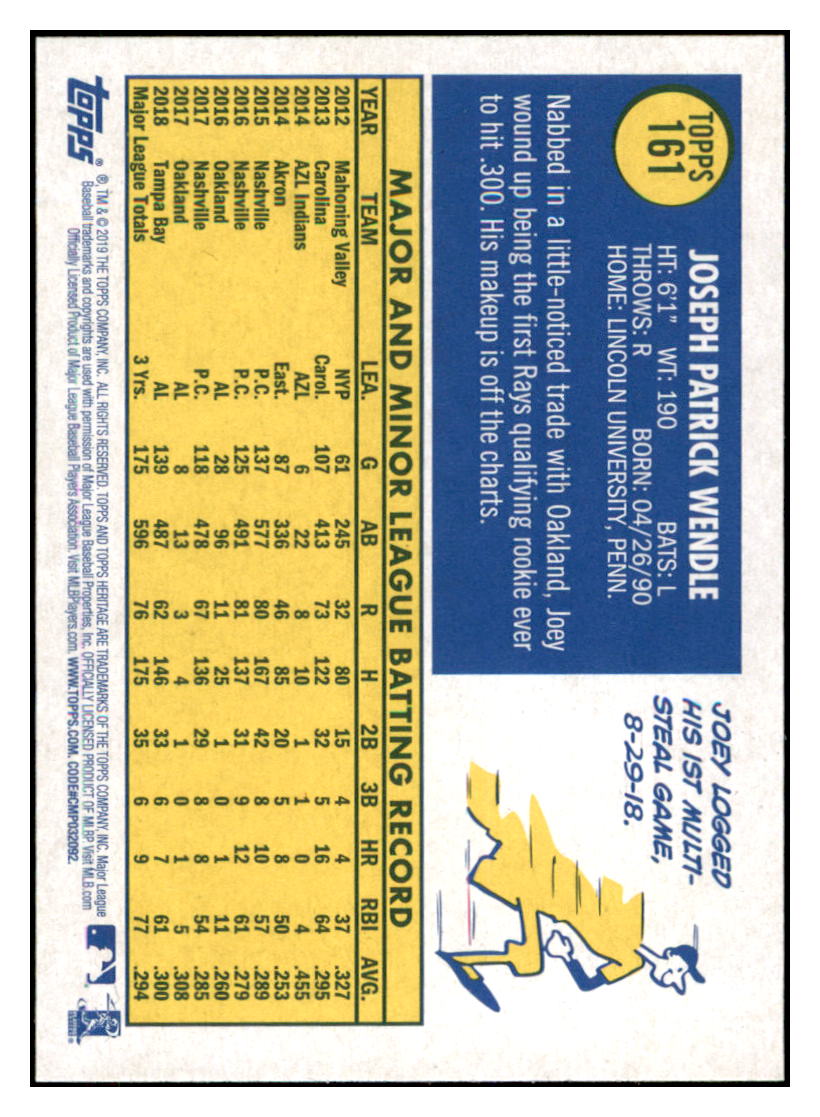 TOPPS
161
JOSEPH PATRICK WENDLE
HT: 6'1" WT: 190 BATS: L
THROWS: R BORN: 04/26/90
HOME: LINCOLN UNIVERSITY, PENN.
Nabbed in a little-noticed trade with Oakland, Joey
wound up being the first Rays qualifying rookie ever
to hit .300. His makeup is off the charts.
JOEY LOGGED
HIS 1ST MULTI-
STEAL GAME,
8-29-18.
MAJOR AND MINOR LEAGUE BATTING RECORD
YEAR TEAM LEA. G AB R H 2B 3B HR RBI AVG.
2012 Mahoning Valley NYP 61 245 32 80 15 4 4 37 .327
2013 Carolina Carol. 107 413 73 122 32 5 16 64 .295
2014 AZL Indians AZL 6 22 8 10 1 1 0 4 .455
2014 Akron East. 87 336 46 85 20 5 8 50 .253
2015 Nashville P.C. 137 577 80 167 42 8 10 57 .289
2016 Nashville P.C. 125 491 81 137 31 9 12 61 .279
2016 Oakland AL 28 96 11 25 1 0 1 11 .260
2017 Nashville P.C. 118 478 67 136 29 8 8 54 .285
2017 Oakland AL 8 13 3 4 1 0 1 5 .308
2018 Tampa Bay AL 139 487 62 146 33 6 7 61 .300
Major League Totals 3 Yrs. 175 596 76 175 35 6 9 77 .294
topps®
®, TM & © 2019 THE TOPPS COMPANY, INC. ALL RIGHTS RESERVED. TOPPS AND TOPPS HERITAGE ARE TRADEMARKS OF THE TOPPS COMPANY, INC. Major League
Baseball trademarks and copyrights are used with permission of Major League Baseball Properties, Inc. OFFICIALLY LICENSED PRODUCT OF MLBP Visit MLB.com
Officially Licensed Product of Major League Baseball Players Association. Visit MLBPlayers.com. WWW.TOPPS.COM. CODE#CMP032092.